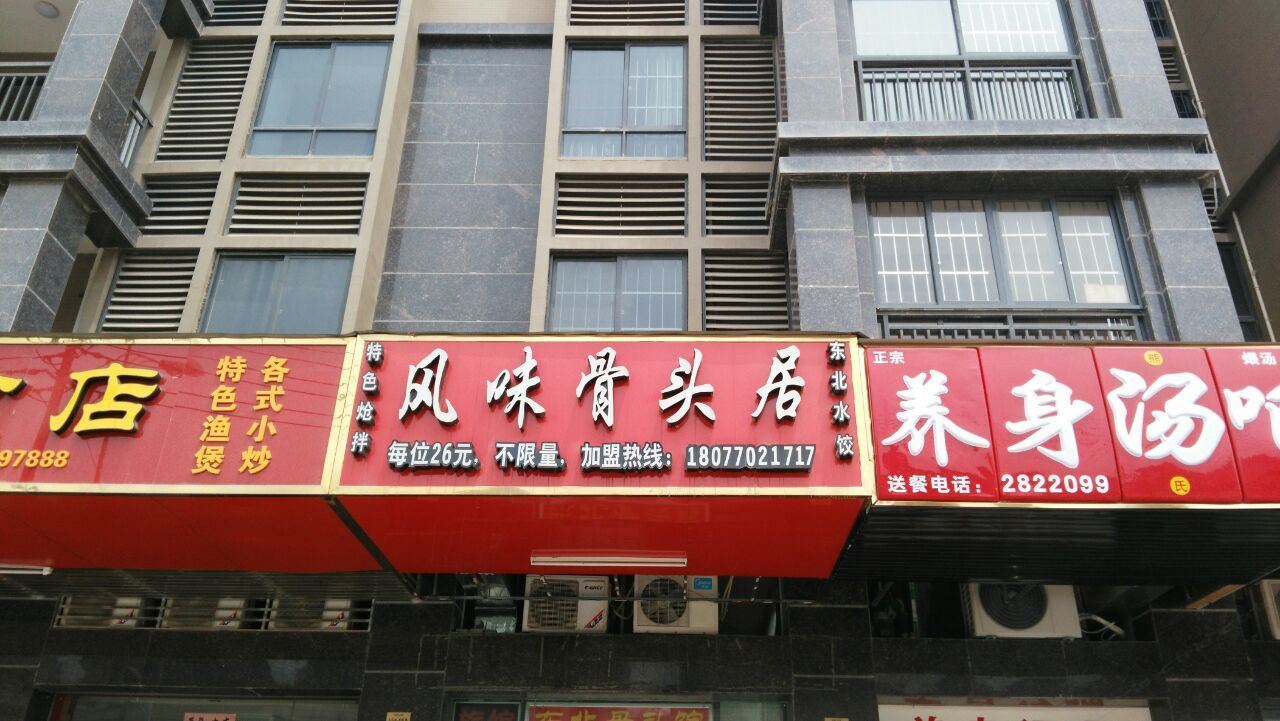 店
特色渔煲
各式小炒
97888
特色炝拌
风味骨头居
东北水饺
每位26元，不限量，加盟热线：18077021717
正宗
熊
煨汤
养身汤
氏
送餐电话：2822099